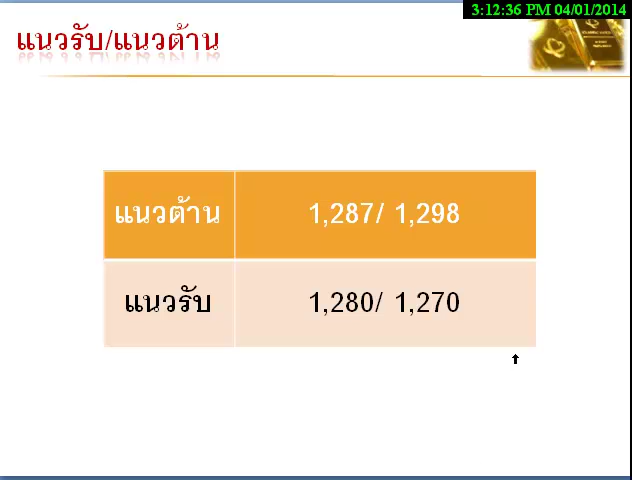 3:12:36 PM 04/01/2014
แนวรับ/แนวต้าน
แนวต้าน 1,287/ 1,298
แนวรับ 1,280/ 1,270